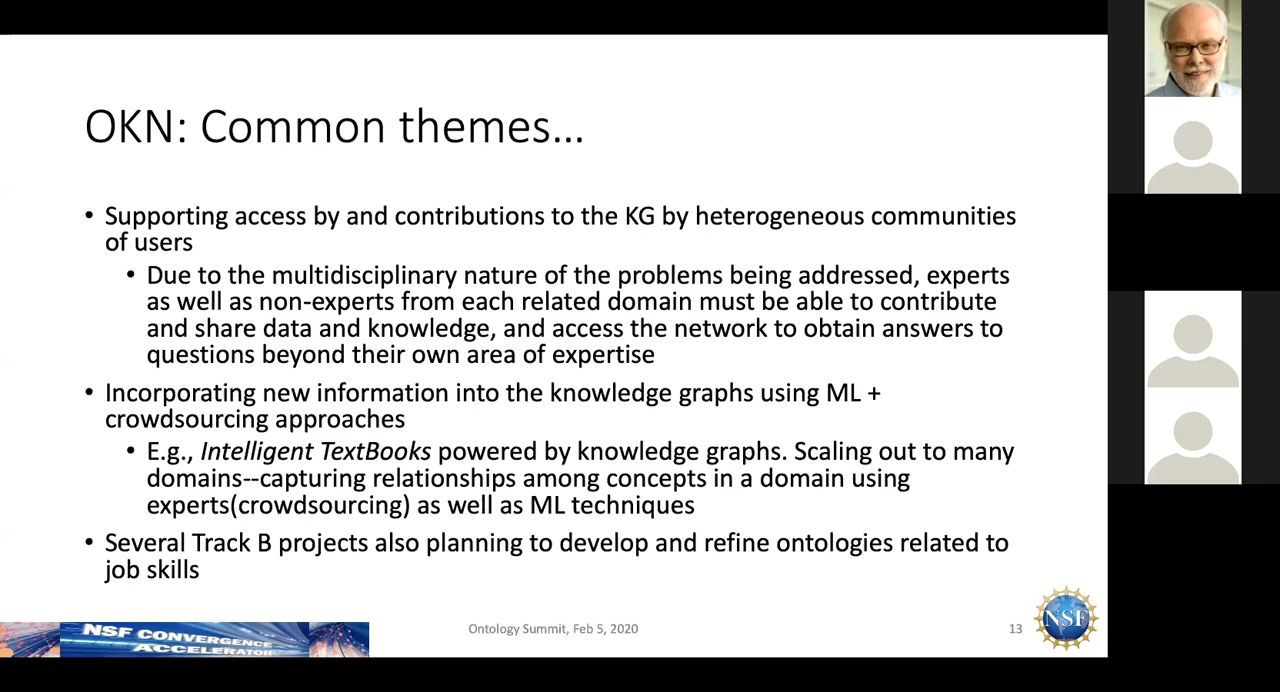 OKN: Common themes...
• Supporting access by and contributions to the KG by heterogeneous communities
of users
• Due to the multidisciplinary nature of the problems being addressed, experts
as well as non-experts from each related domain must be able to contribute
and share data and knowledge, and access the network to obtain answers to
questions beyond their own area of expertise
• Incorporating new information into the knowledge graphs using ML +
crowdsourcing approaches
• E.g., Intelligent TextBooks powered by knowledge graphs. Scaling out to many
domains--capturing relationships among concepts in a domain using
experts(crowdsourcing) as well as ML techniques
• Several Track B projects also planning to develop and refine ontologies related to
job skills
NSF CONVERGENCE
ACCELERATOR
Ontology Summit, Feb 5, 2020
13
NSF